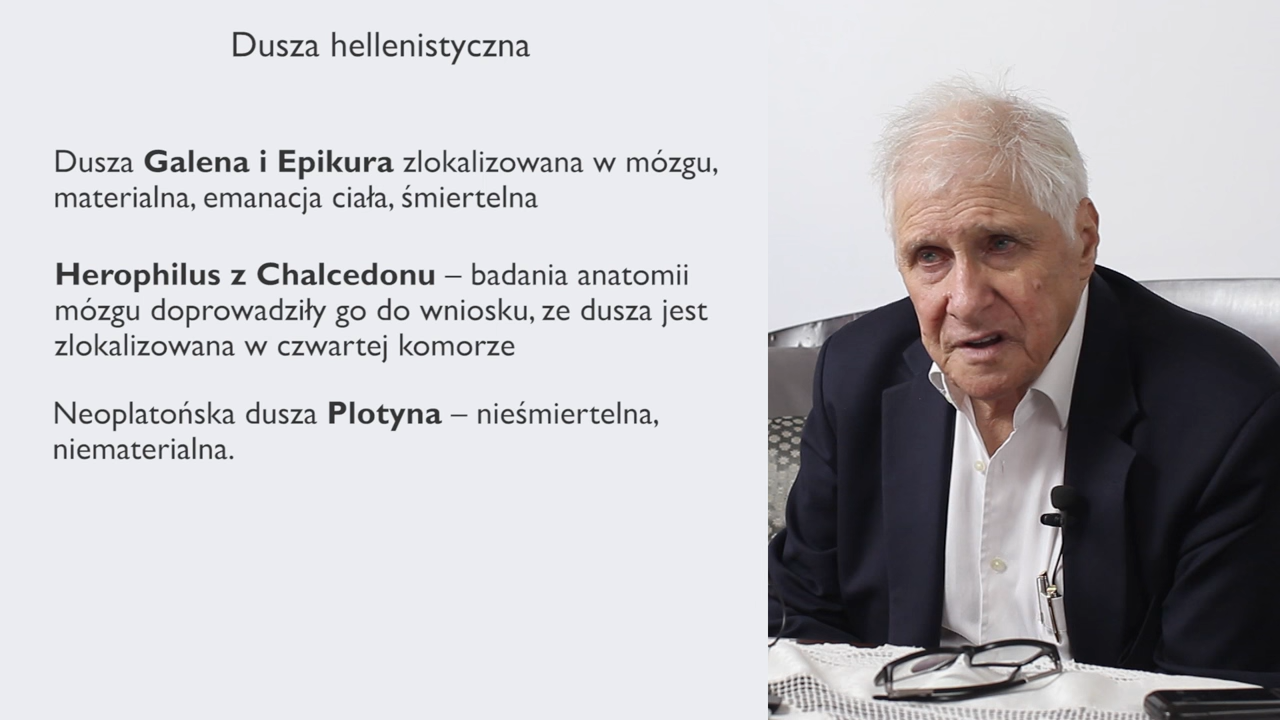 Dusza hellenistyczna
Dusza Galena i Epikura zlokalizowana w mózgu,
materialna, emanacja ciała, śmiertelna
Herophilus z Chalcedonu – badania anatomii
mózgu doprowadziły go do wniosku, ze dusza jest
zlokalizowana w czwartej komorze
Neoplatońska dusza Plotyna – nieśmiertelna,
niematerialna.